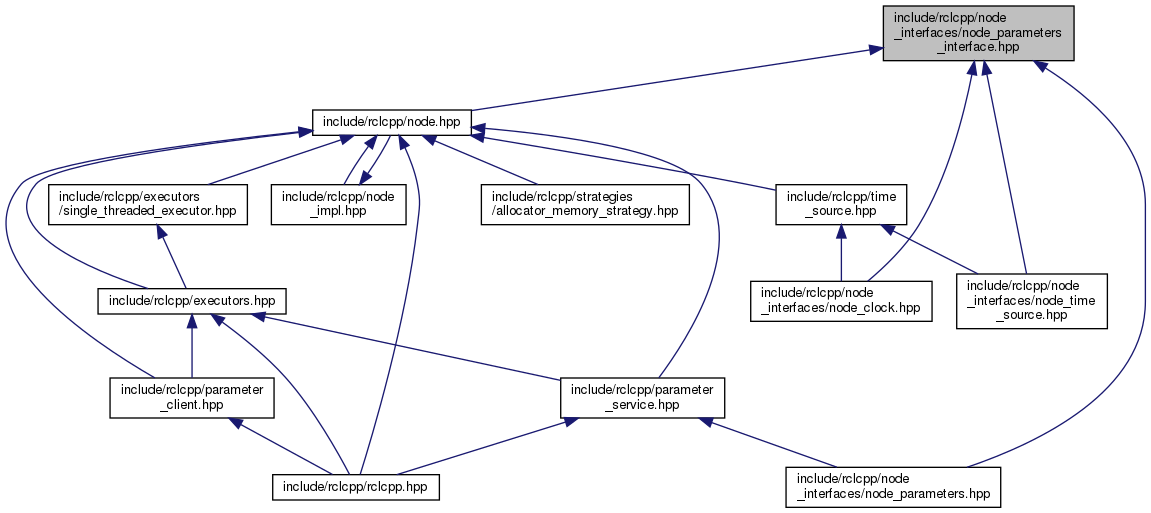 include/rclcpp/node
_interfaces/node_parameters
_interface.hpp
include/rclcpp/node.hpp
include/rclcpp/executors
/single_threaded_executor.hpp
include/rclcpp/node
_impl.hpp
include/rclcpp/strategies
/allocator_memory_strategy.hpp
include/rclcpp/time
_source.hpp
include/rclcpp/executors.hpp
include/rclcpp/node
_interfaces/node_clock.hpp
include/rclcpp/node
_interfaces/node_time
_source.hpp
include/rclcpp/parameter
_client.hpp
include/rclcpp/parameter
_service.hpp
include/rclcpp/rclcpp.hpp
include/rclcpp/node
_interfaces/node_parameters.hpp